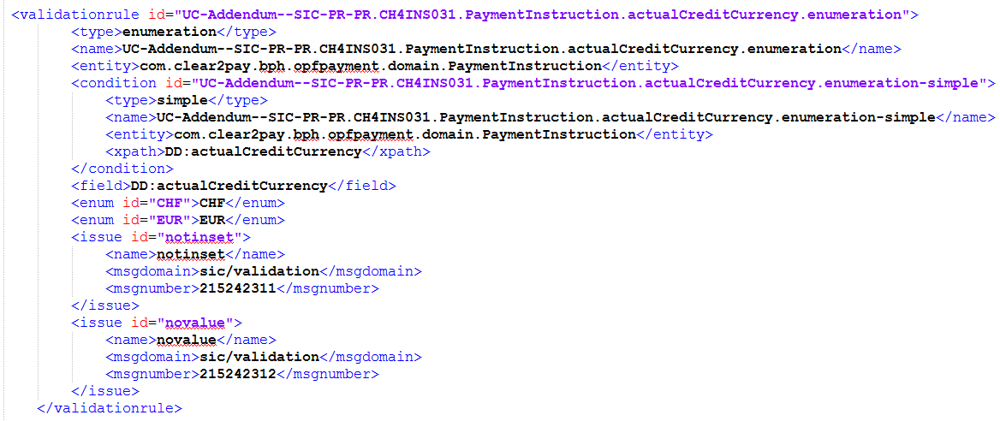 <validationrule id="UC-Addendum--SIC-PR-PR.CH4INS031.PaymentInstruction.actualCreditCurrency.enumeration">
<type>enumeration</type>
<name>UC-Addendum--SIC-PR-PR.CH4INS031.PaymentInstruction.actualCreditCurrency.enumeration</name>
<entity>com.clear2pay.bph.opfpayment.domain.PaymentInstruction</entity>
<condition id="UC-Addendum--SIC-PR-PR.CH4INS031.PaymentInstruction.actualCreditCurrency.enumeration-simple">
<type>simple</type>
<name>UC-Addendum--SIC-PR-PR.CH4INS031.PaymentInstruction.actualCreditCurrency.enumeration-simple</name>
<entity>com.clear2pay.bph.opfpayment.domain.PaymentInstruction</entity>
<xpath>DD:actualCreditCurrency</xpath>
</condition>
<field>DD:actualCreditCurrency</field>
<enum id="CHF">CHF</enum>
<enum id="EUR">EUR</enum>
<issue id="notinset">
<name>notinset</name>
<msgdomain>sic/validation</msgdomain>
<msgnumber>215242311</msgnumber>
</issue>
<issue id="novalue">
<name>novalue</name>
<msgdomain>sic/validation</msgdomain>
<msgnumber>215242312</msgnumber>
</issue>
</validationrule>